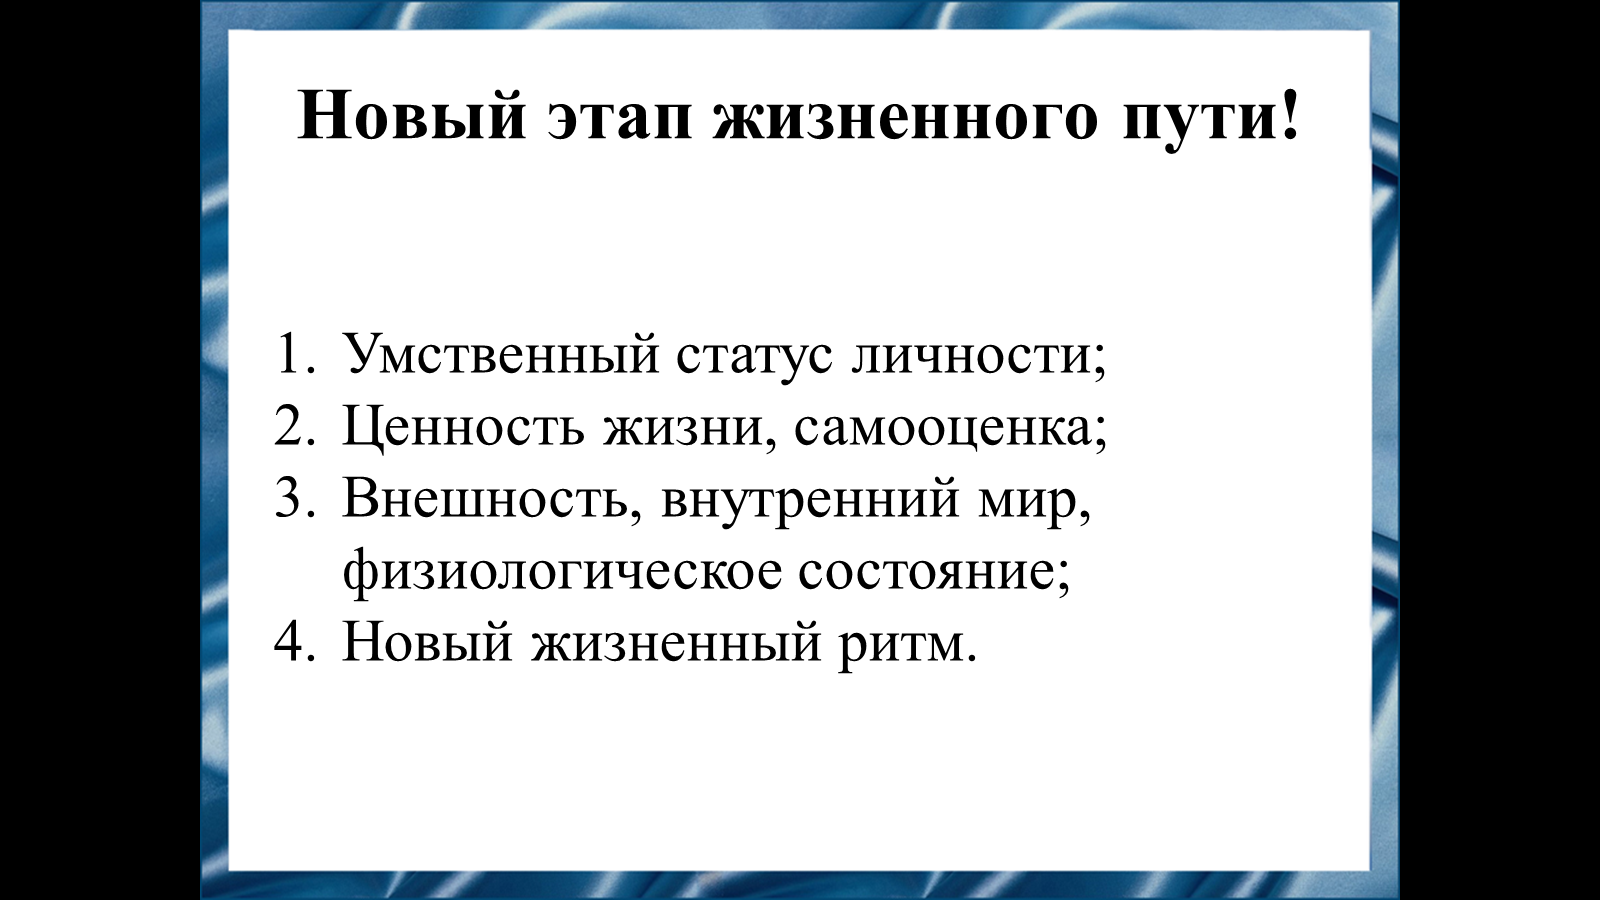 Новый этап жизненного пути!
1. Умственный статус личности;
2. Ценность жизни, самооценка;
3. Внешность, внутренний мир,
физиологическое состояние;
4. Новый жизненный ритм.